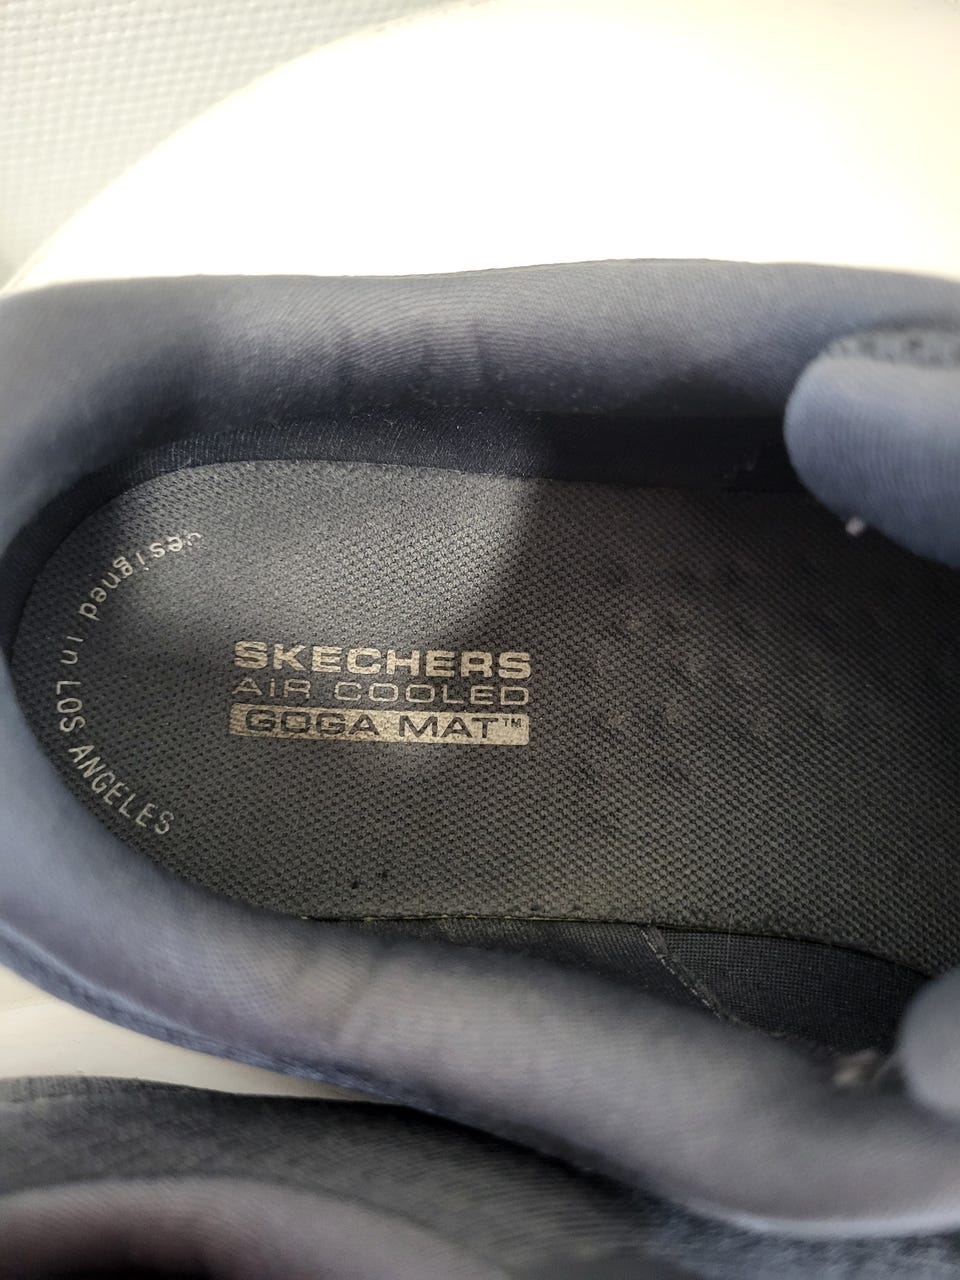 SKECHERS
AIR COOLED
GOGA MAT™
designed in LOS ANGELES